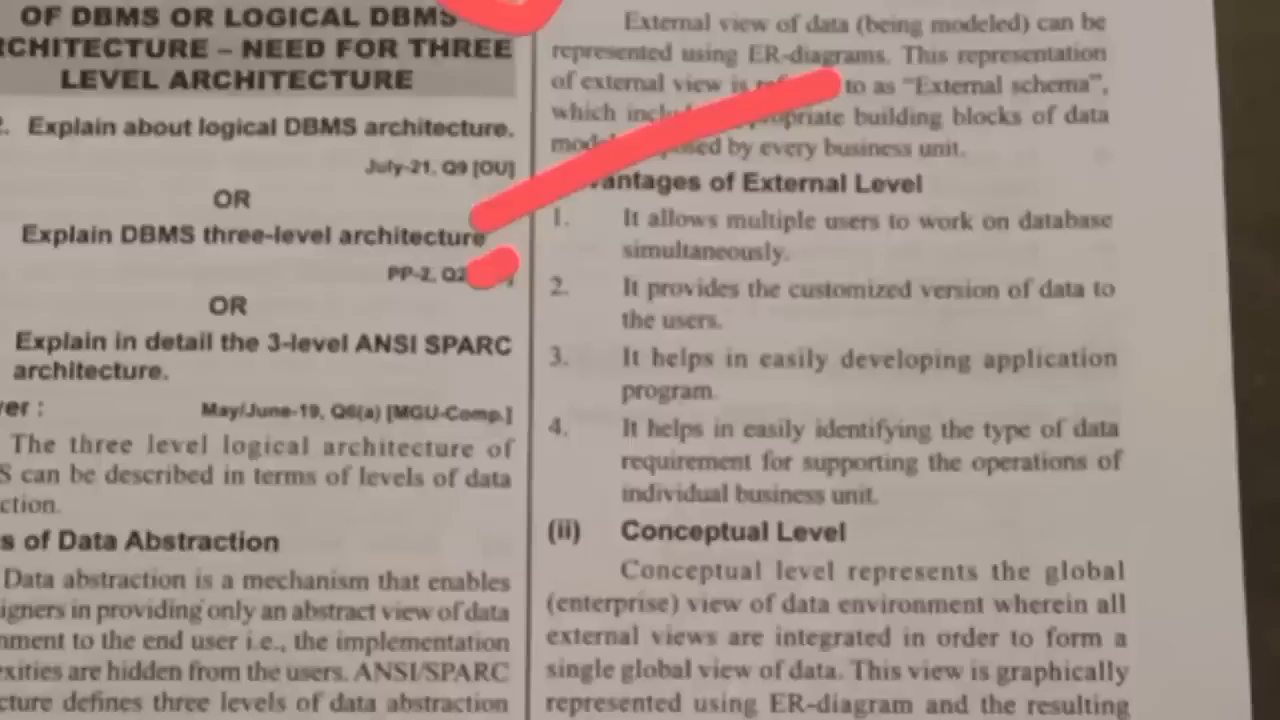 OF DBMS OR LOGICAL DBMS
RCHITECTURE – NEED FOR THREE
LEVEL ARCHITECTURE
. Explain about logical DBMS architecture.
July-21, Q9 [OU]
OR
Explain DBMS three-level architecture
PP-2,
OR
Explain in detail the 3-level ANSI SPARC
architecture.
ver :
May/June-19, Q6(a) [MGU-Comp.]
The three level logical architecture of
S can be described in terms of levels of data
ction.
s of Data Abstraction
Data abstraction is a mechanism that enables
igners in providing only an abstract view of data
nment to the end user i.e., the implementation
exities are hidden from the users. ANSI/SPARC
cture defines three levels of data abstraction
External view of data (being modeled) can be
represented using ER-diagrams. This representation
of external view is to as “External schema”,
which building blocks of data
by every business unit.
antages of External Level
1. It allows multiple users to work on database
simultaneously.
2. It provides the customized version of data to
the users.
3. It helps in easily developing application
program.
4. It helps in easily identifying the type of data
requirement for supporting the operations of
individual business unit.
(ii) Conceptual Level
Conceptual level represents the global
(enterprise) view of data environment wherein all
external views are integrated in order to form a
single global view of data. This view is graphically
represented using ER-diagram and the resulting